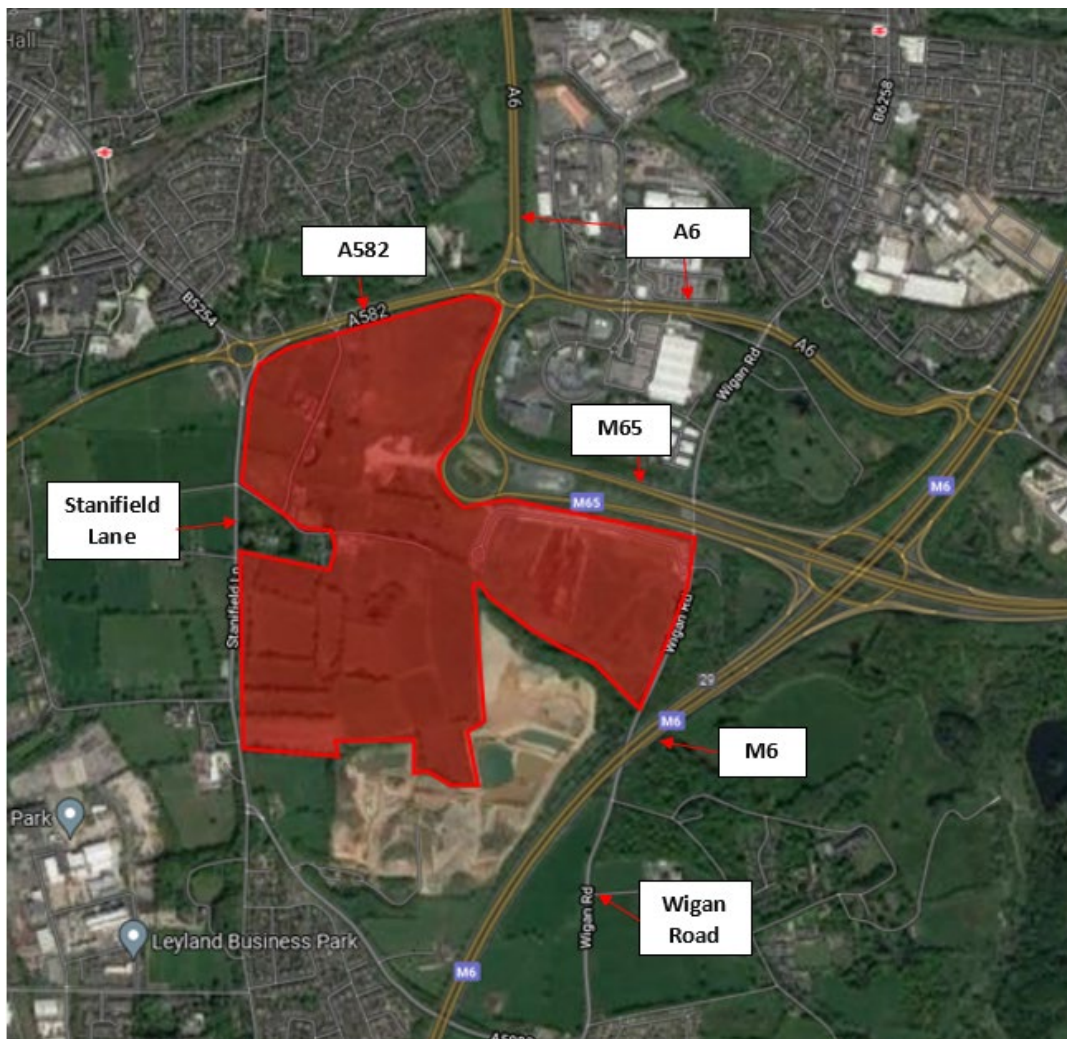 Hall
A6
B6258
A6
A582
B5254
A582
A6
Wigan Rd
M65
M6
Stanifield
Lane
M65
Stanifield Ln
Wigan Rd
29
M6
M6
Park
Wigan Rd
Wigan
Road
Leyland Business Park
M6